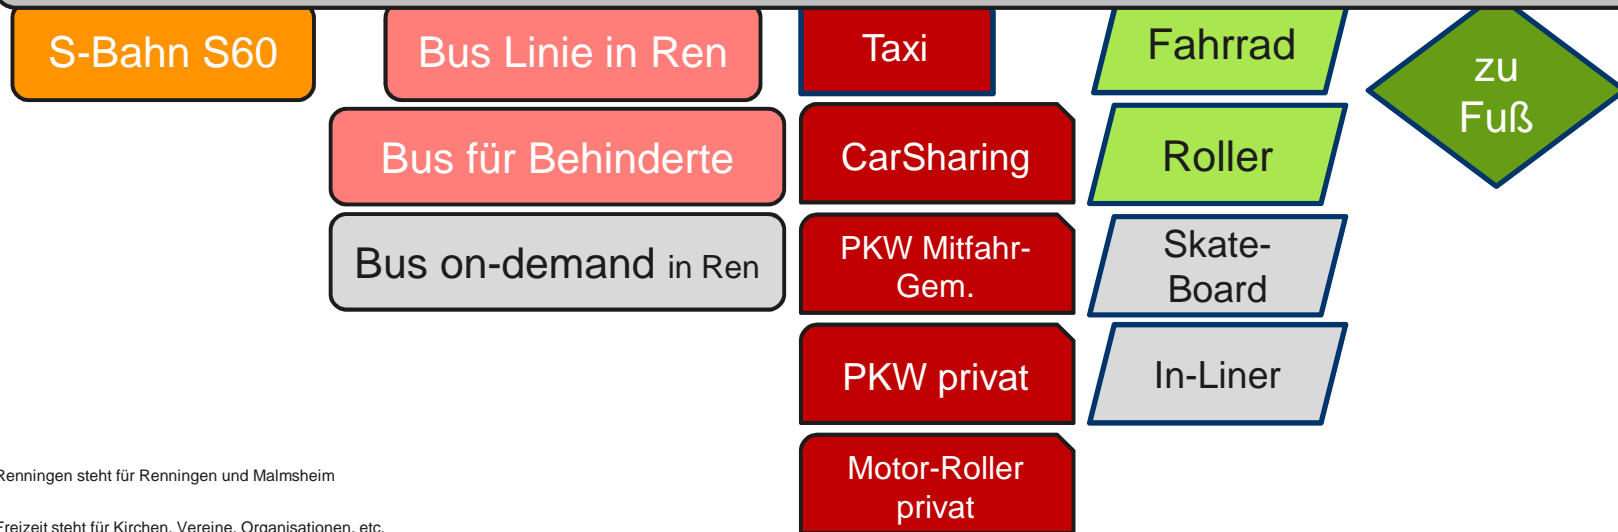 S-Bahn S60
Bus Linie in Ren
Taxi
Fahrrad
zu
Fuß
Bus für Behinderte
CarSharing
Roller
Bus on-demand in Ren
PKW Mitfahr-
Gem.
Skate-
Board
PKW privat
In-Liner
Motor-Roller
privat
Renningen steht für Renningen und Malmsheim
Freizeit steht für Kirchen, Vereine, Organisationen, etc.